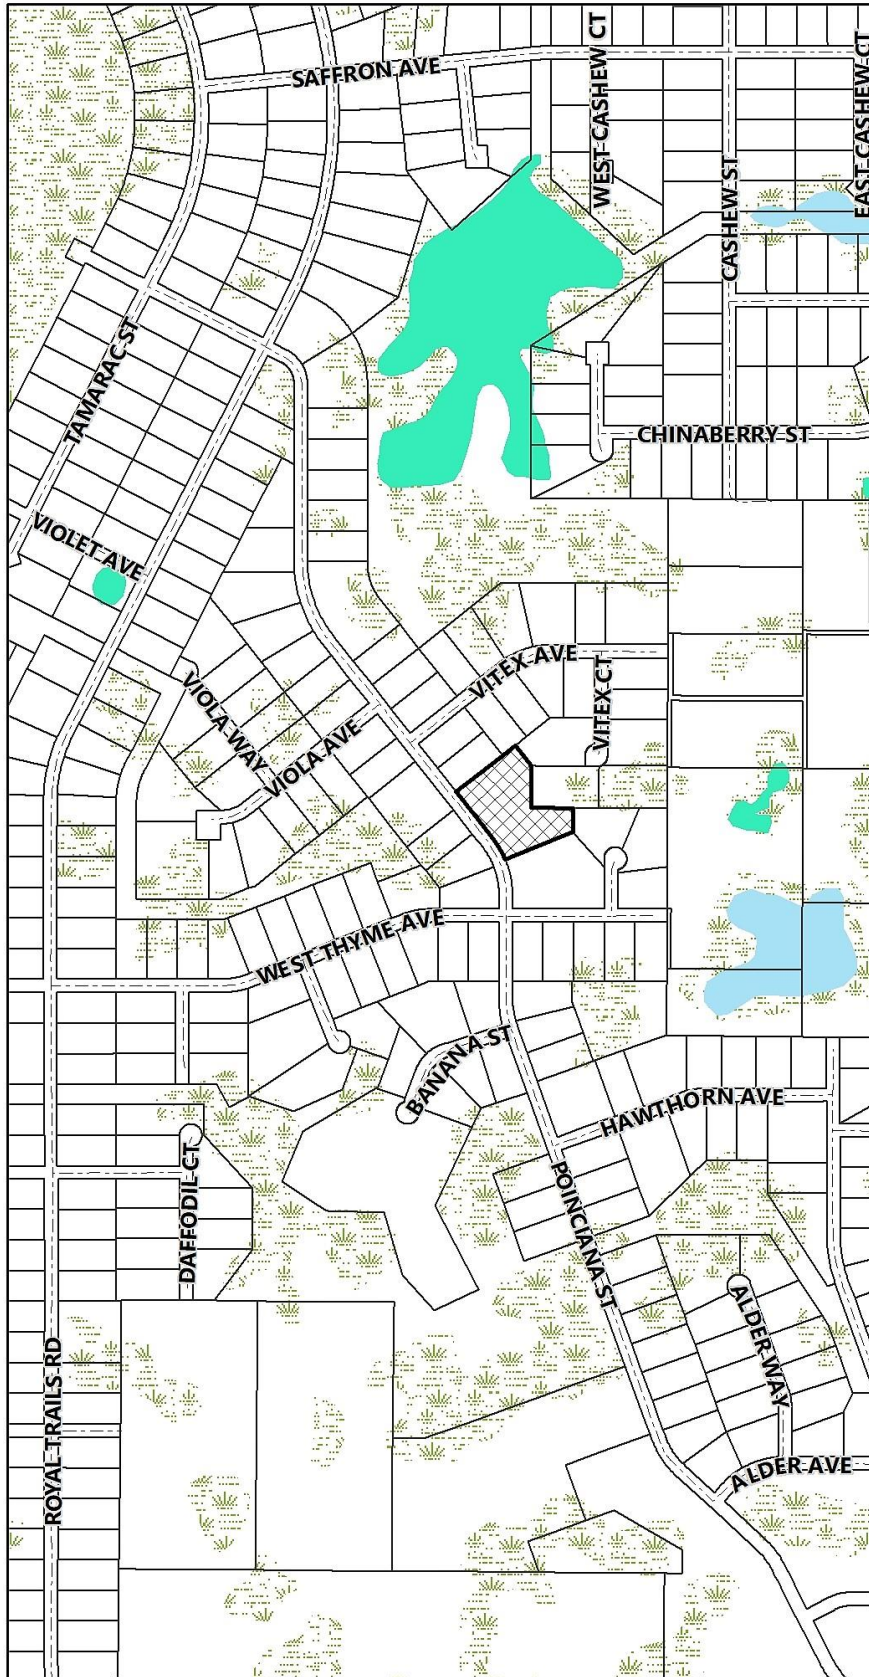 SAFFRON AVE
WEST CASHEW CT
EAST CASHEW CT
CASHEW ST
TAMARAC ST
CHINABERRY ST
VIOLET AVE
VITEX AVE
VITEX CT
VIOLA WAY
VIOLA AVE
WEST THYME AVE
BANANA ST
HAWTHORN AVE
DAFFODIL CT
POINCIANA ST
ALDER WAY
ROYAL TRAILS RD
ALDER AVE